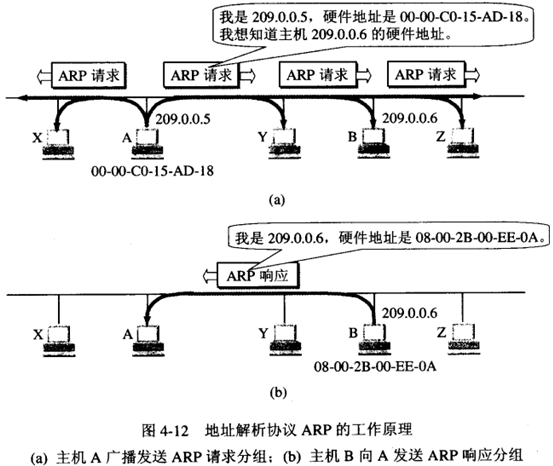 我是 209.0.0.5，硬件地址是 00-00-C0-15-AD-18。
我想知道主机 209.0.0.6 的硬件地址。
ARP 请求 ARP 请求 ARP 请求 ARP 请求
209.0.0.5 209.0.0.6
X A Y B Z
00-00-C0-15-AD-18
(a)
我是 209.0.0.6，硬件地址是 08-00-2B-00-EE-0A。
ARP 响应
209.0.0.6
X A Y B Z
08-00-2B-00-EE-0A
(b)
图 4-12 地址解析协议 ARP 的工作原理
(a) 主机 A 广播发送 ARP 请求分组；(b) 主机 B 向 A 发送 ARP 响应分组